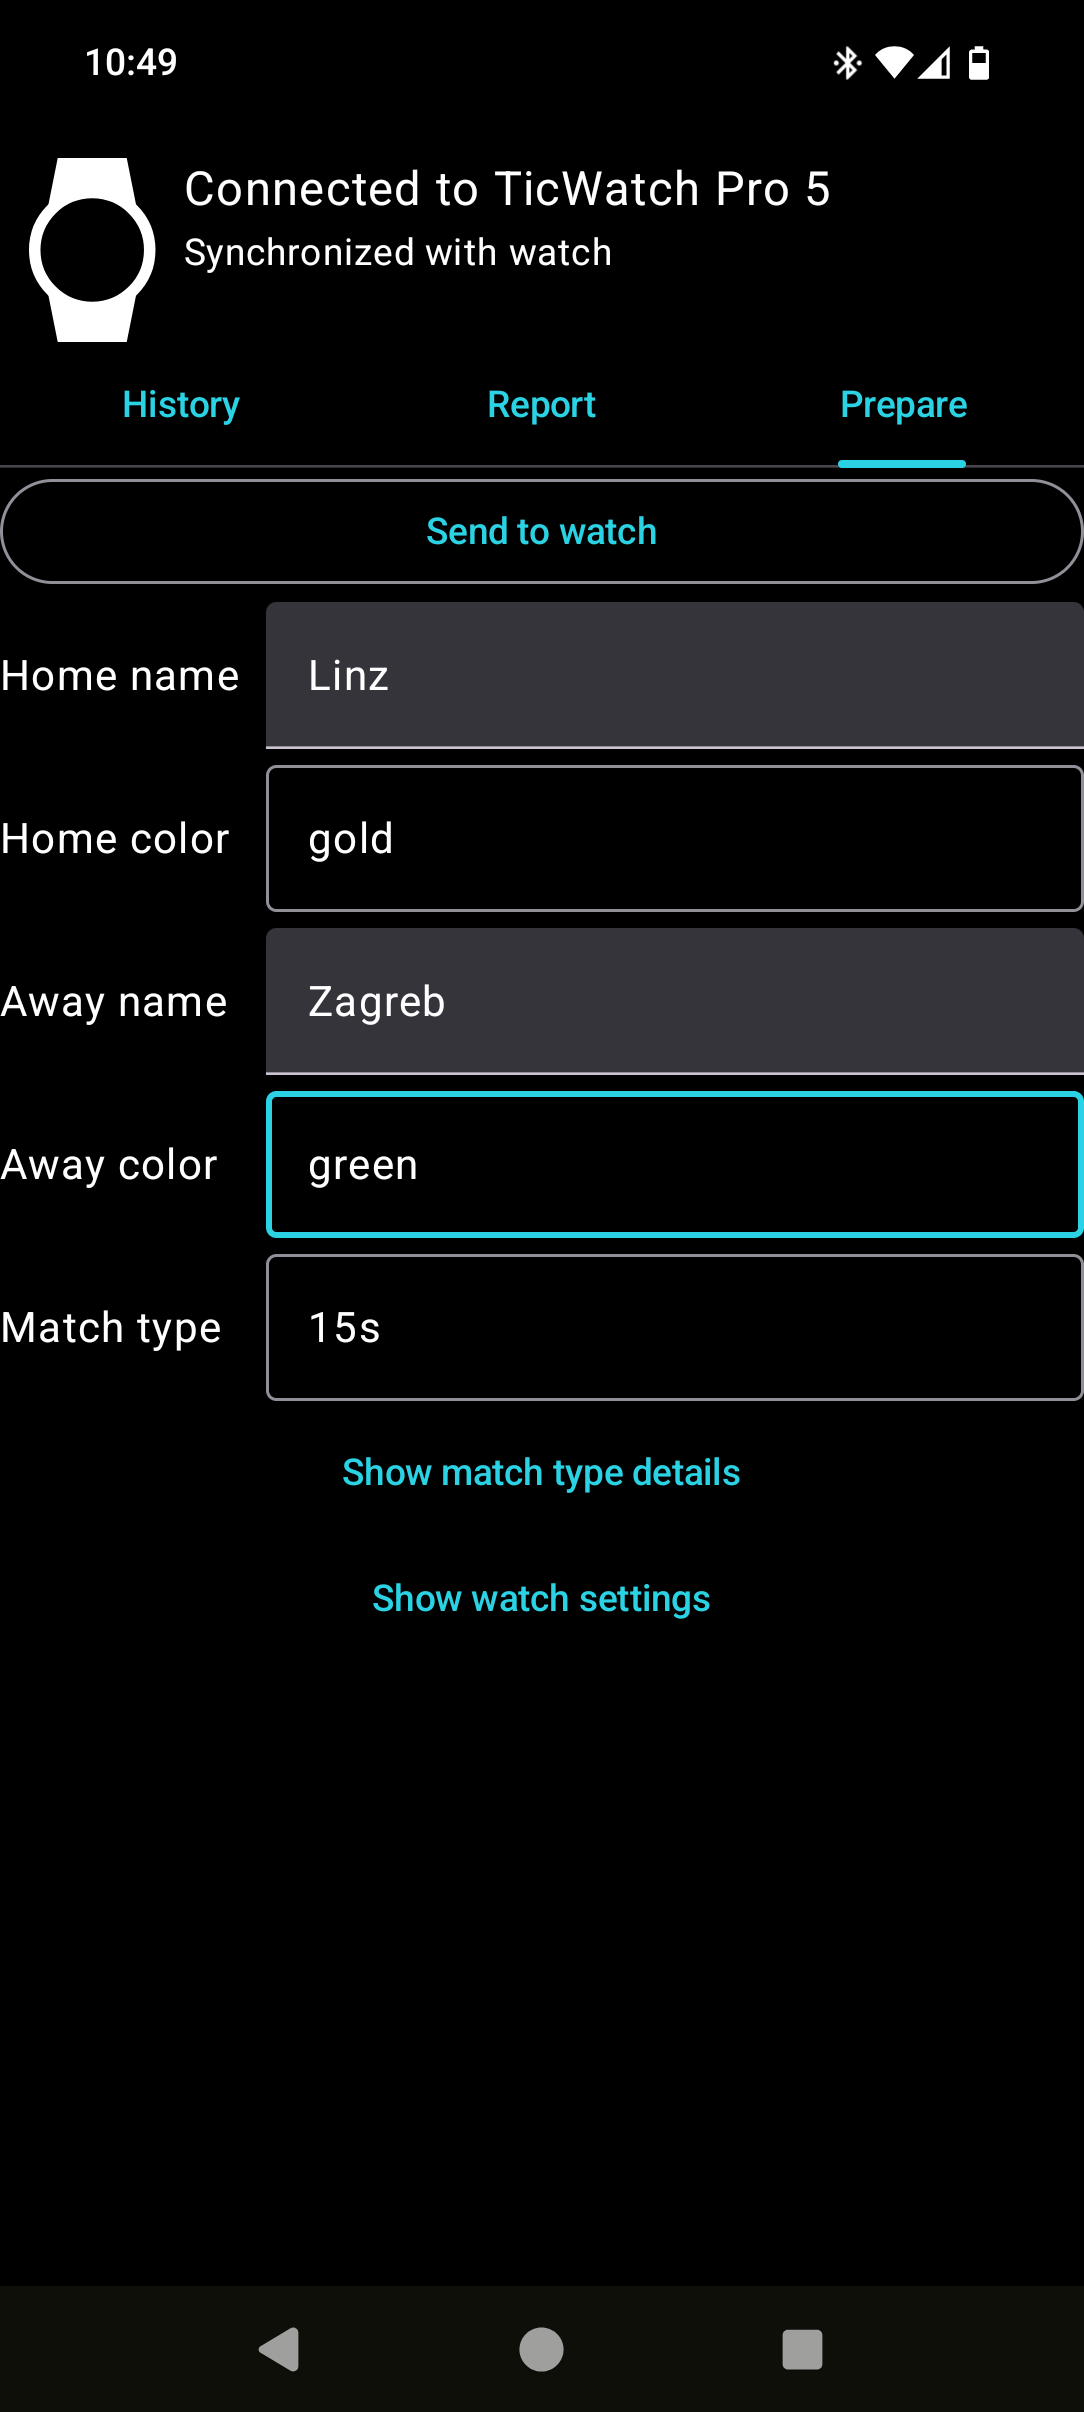 10:49
Connected to TicWatch Pro 5
Synchronized with watch
History Report Prepare
Send to watch
Home name Linz
Home color gold
Away name Zagreb
Away color green
Match type 15s
Show match type details
Show watch settings